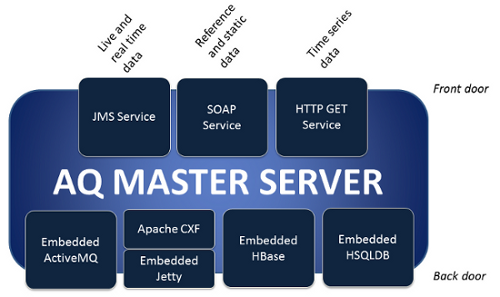 Live and
real time
data
Reference
and static
data
Time series
data
Front door
JMS Service
SOAP
Service
HTTP GET
Service
AQ MASTER SERVER
Embedded
ActiveMQ
Apache CXF
Embedded
Jetty
Embedded
HBase
Embedded
HSQLDB
Back door